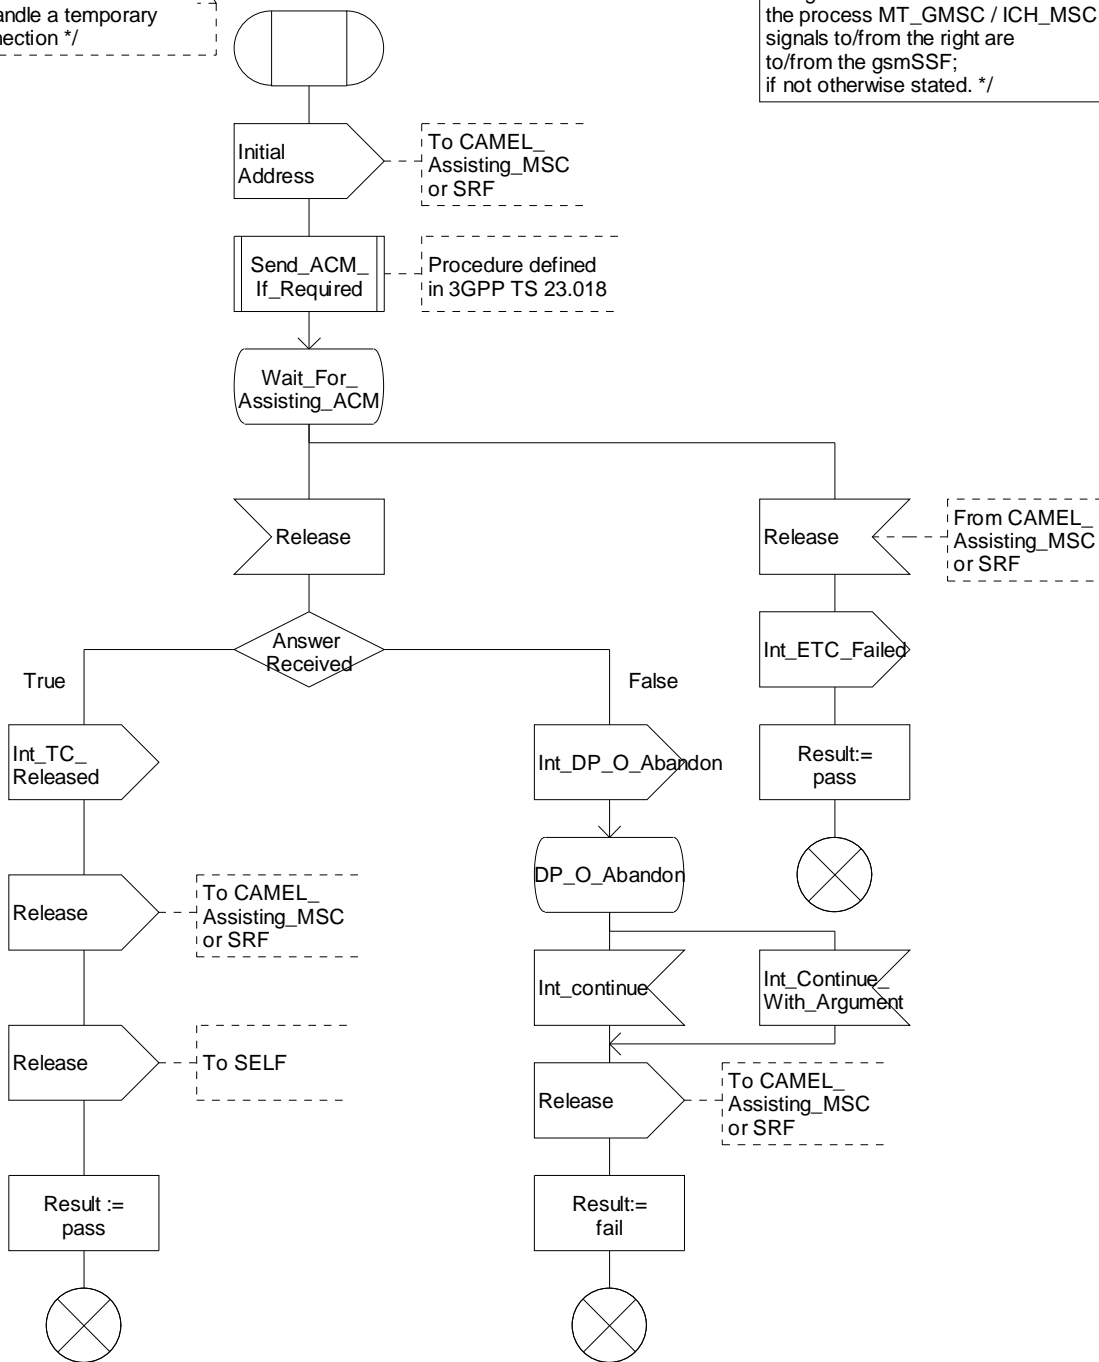 andle a temporary
nection */
the process MT_GMSC / ICH_MSC
signals to/from the right are
to/from the gsmSSF;
if not otherwise stated. */
Initial
Address
To CAMEL_
Assisting_MSC
or SRF
Send_ACM_
If_Required
Procedure defined
in 3GPP TS 23.018
Wait_For_
Assisting_ACM
Release
Release
From CAMEL_
Assisting_MSC
or SRF
Answer
Received
Int_ETC_Failed
True
False
Int_TC_
Released
Int_DP_O_Abandon
Result:=
pass
DP_O_Abandon
Release
To CAMEL_
Assisting_MSC
or SRF
Int_continue
Int_Continue_
With_Argument
Release
To SELF
Release
To CAMEL_
Assisting_MSC
or SRF
Result :=
pass
Result:=
fail